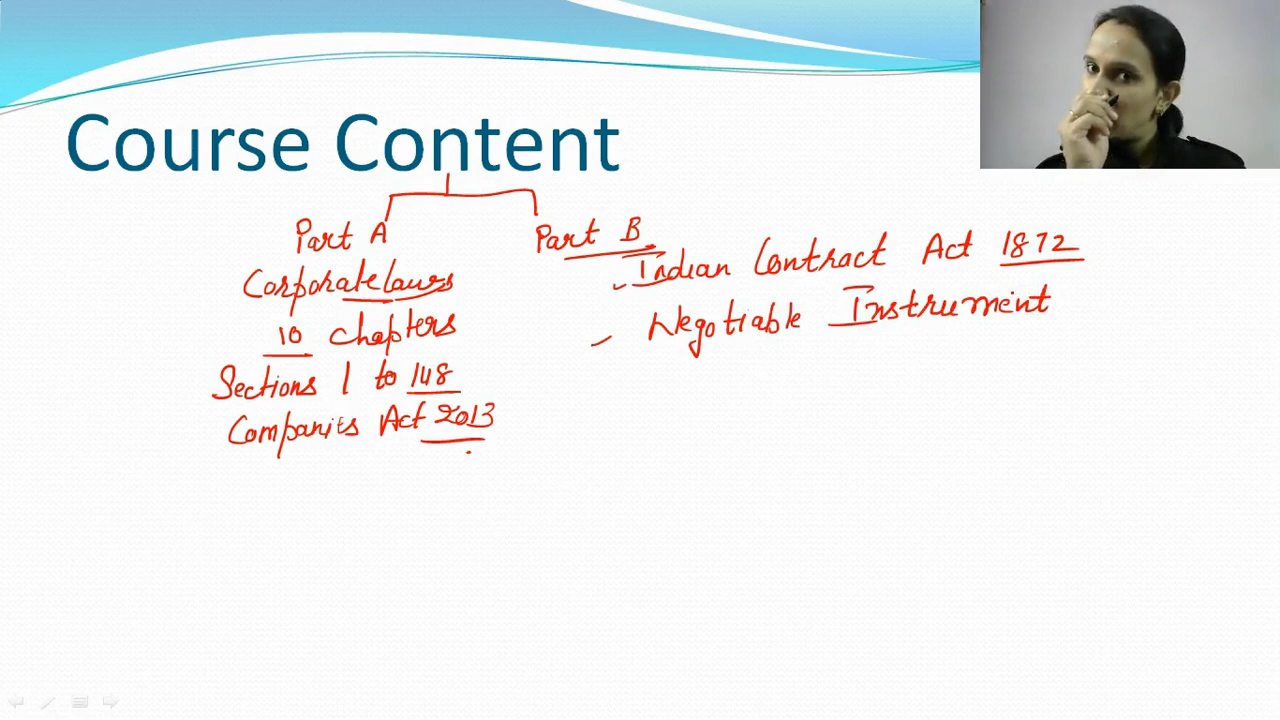 Course Content
Part A
Corporate laws
10 chapters
Sections 1 to 148
Companies Act 2013
Part B
Indian Contract Act 1872
Negotiable Instrument